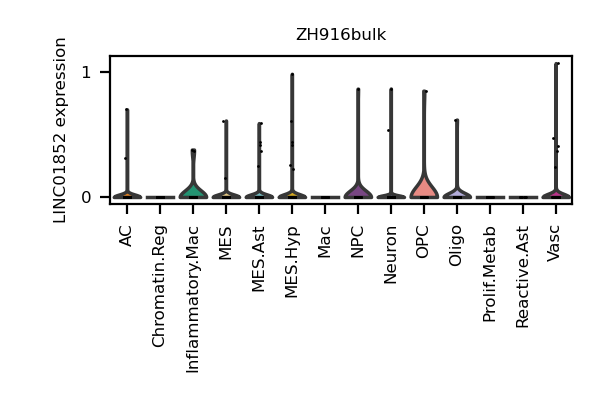 ZH916bulk
LINC01852 expression
1
0
AC
Chromatin.Reg
Inflammatory.Mac
MES
MES.Ast
MES.Hyp
Mac
NPC
Neuron
OPC
Oligo
Prolif.Metab
Reactive.Ast
Vasc